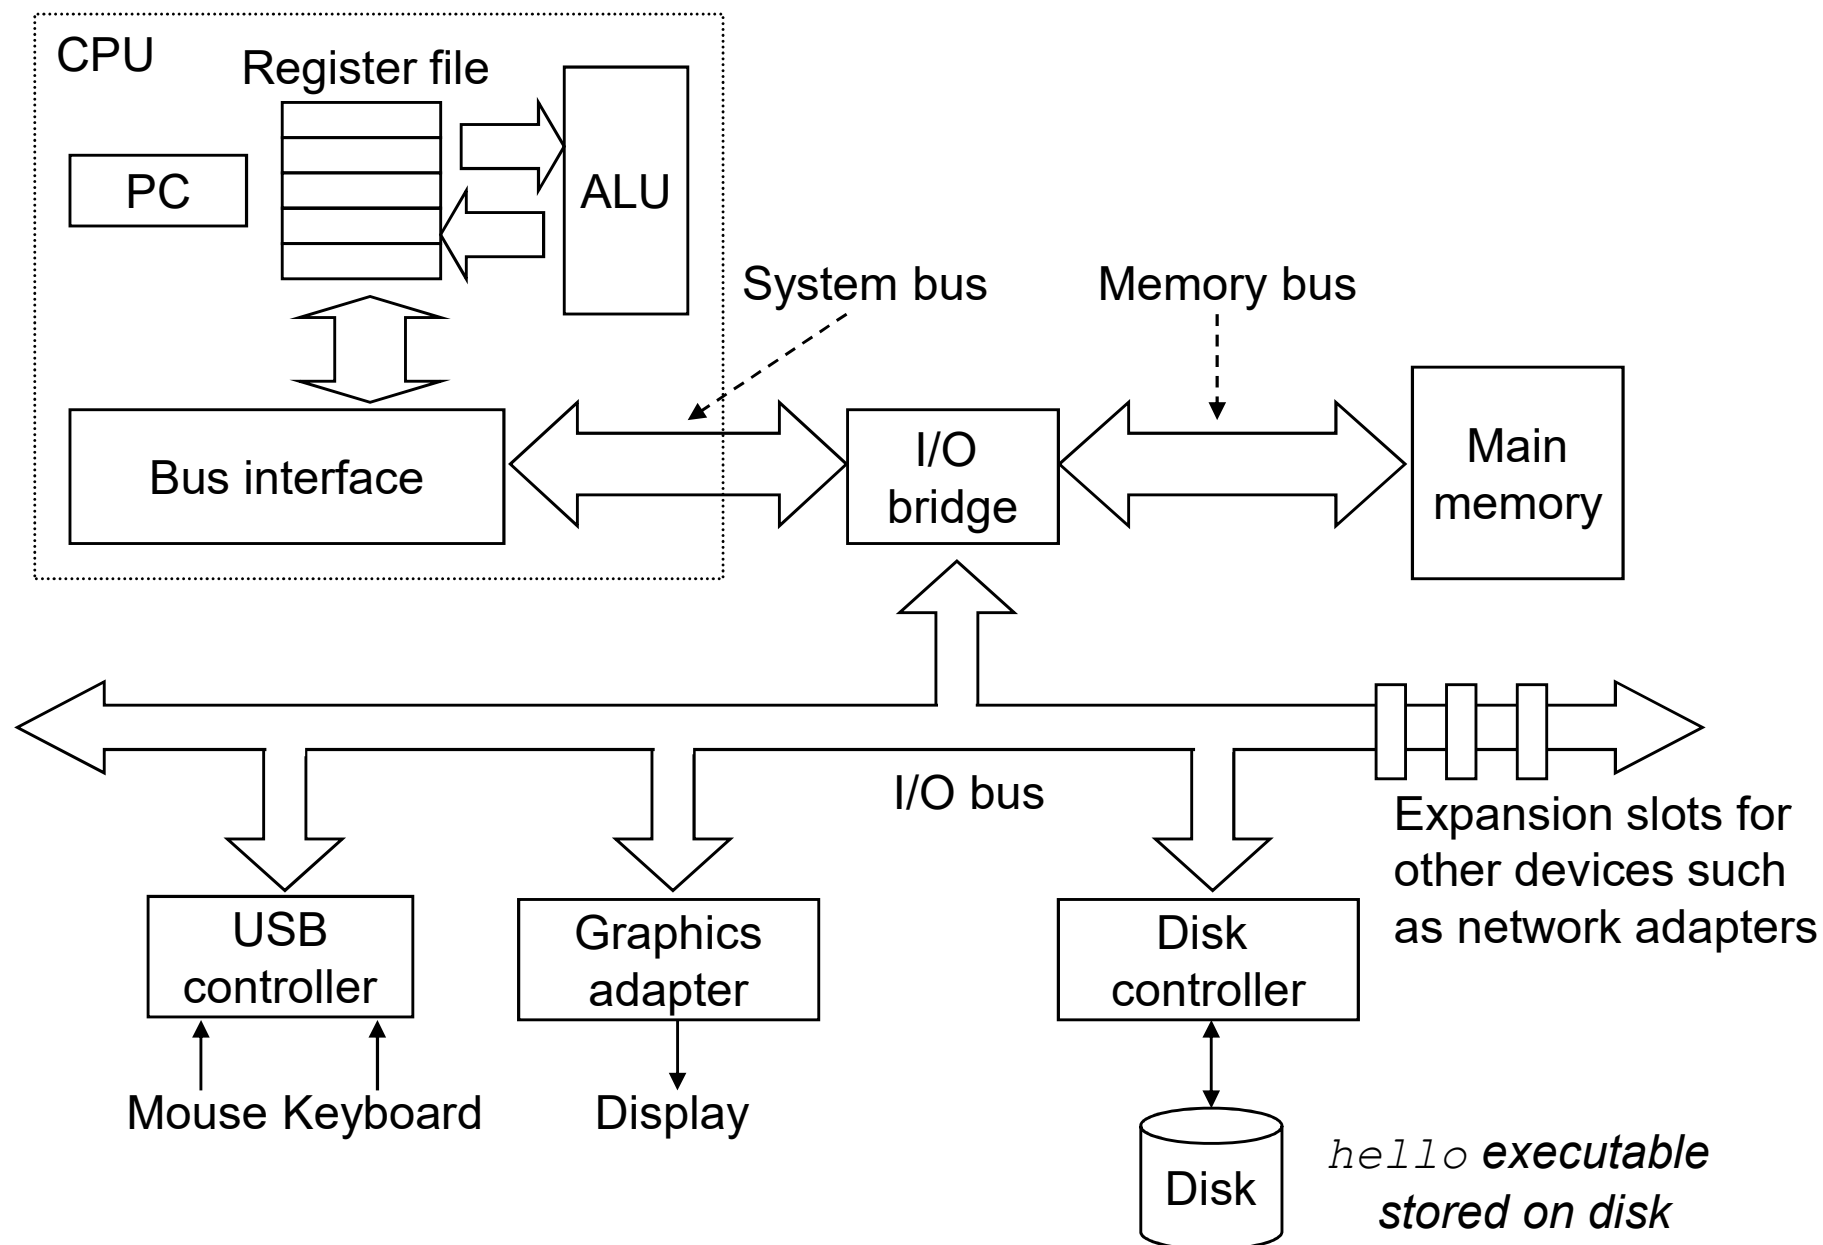 CPU
Register file
PC
ALU
System bus
Memory bus
Bus interface
I/O
bridge
Main
memory
I/O bus
Expansion slots for
other devices such
as network adapters
USB
controller
Graphics
adapter
Disk
controller
Mouse Keyboard
Display
Disk
hello executable
stored on disk